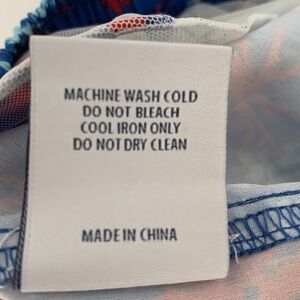 MACHINE WASH COLD
DO NOT BLEACH
COOL IRON ONLY
DO NOT DRY CLEAN
MADE IN CHINA